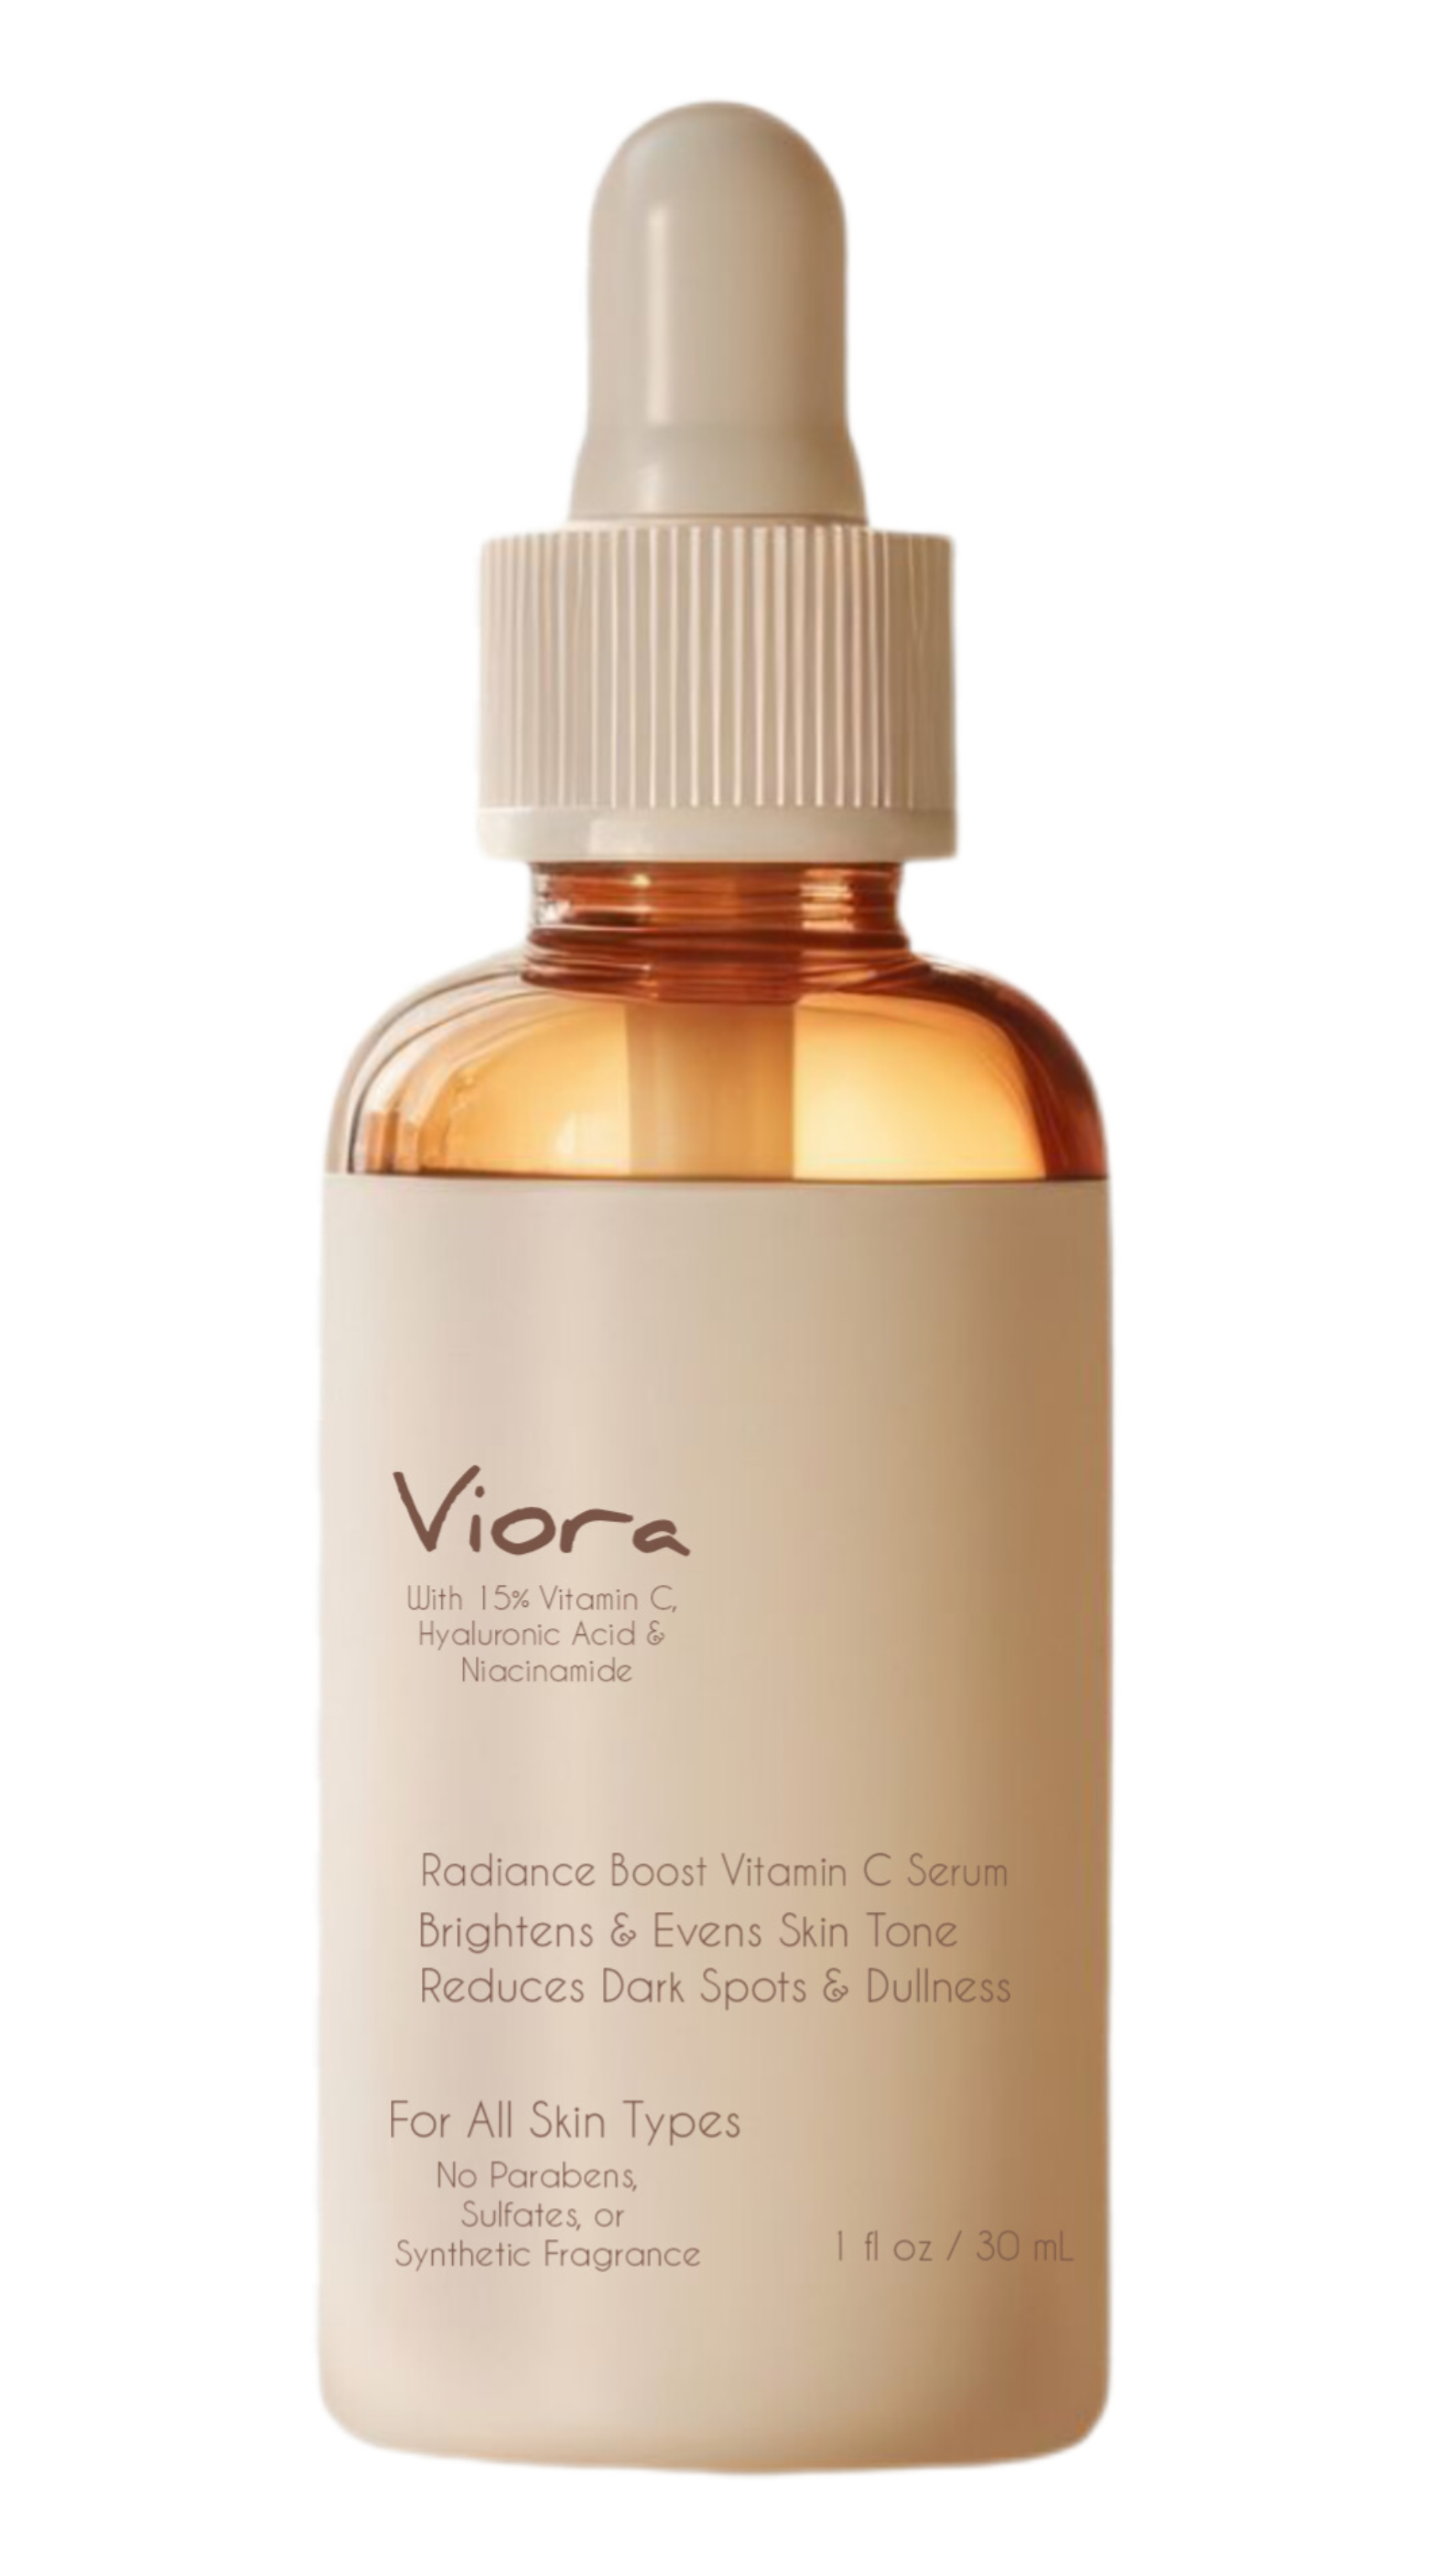 Viora
With 15% Vitamin C,
Hyaluronic Acid &
Niacinamide
Radiance Boost Vitamin C Serum
Brightens & Evens Skin Tone
Reduces Dark Spots & Dullness
For All Skin Types
No Parabens,
Sulfates, or
Synthetic Fragrance
1 fl oz / 30 mL